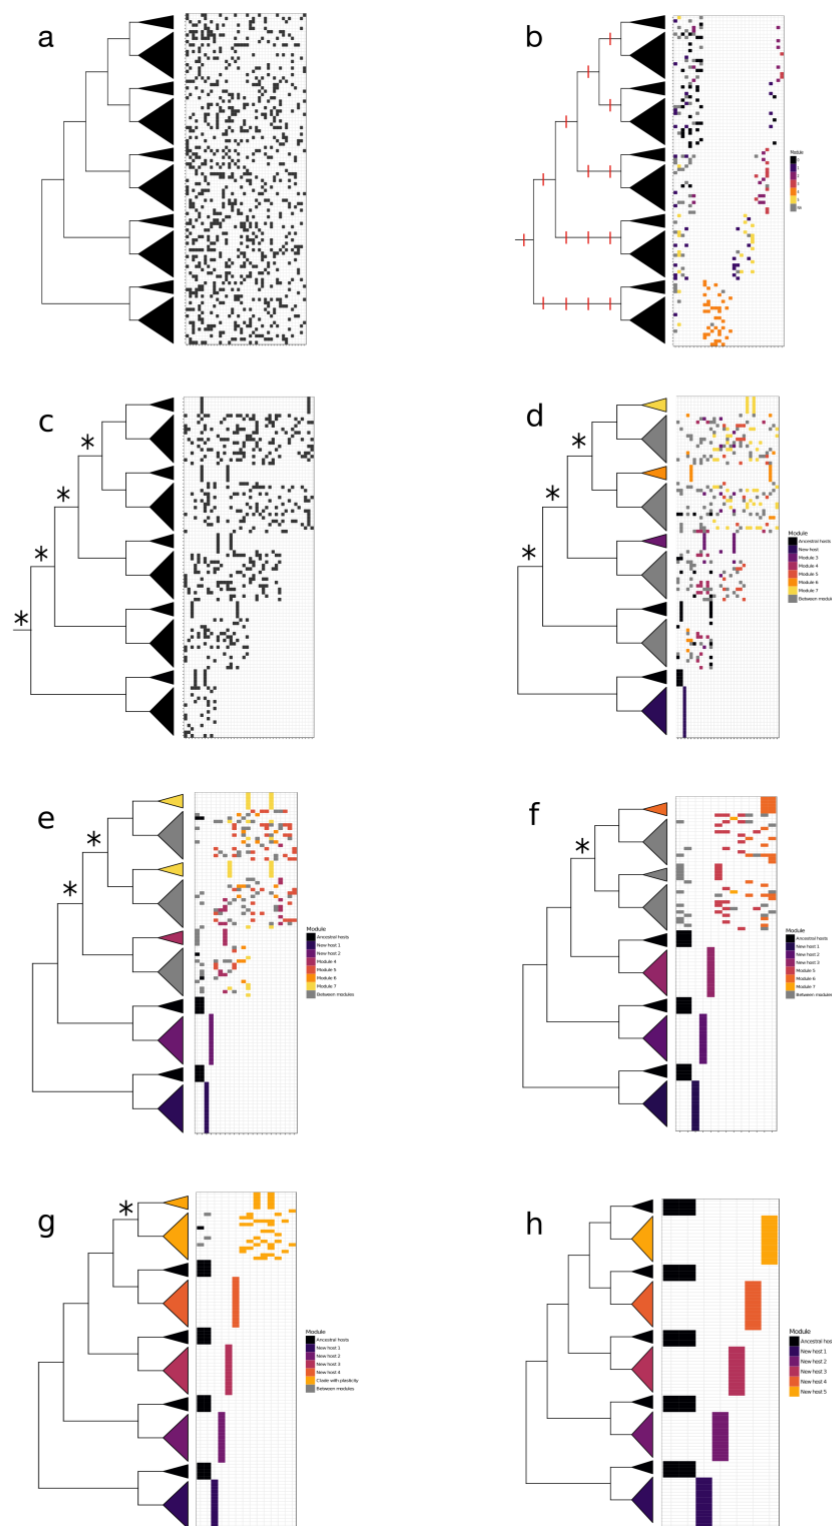 a
b
Module
c
*
*
*
*
d
*
*
*
Module
Ancestral hosts
New host
Module 3
Module 4
Module 5
Module 6
Module 7
Between module
e
*
*
Module
Ancestral hosts
New host 1
New host 2
Module 4
Module 5
Module 6
Module 7
Between modules
f
*
Module
Ancestral hosts
New host 1
New host 2
New host 3
Module 5
Module 6
Module 7
Between modules
g
*
Module
Ancestral hosts
New host 1
New host 2
New host 3
New host 4
Clade with plasticity
Between modules
h
Module
Ancestral host
New host 1
New host 2
New host 3
New host 4
New host 5